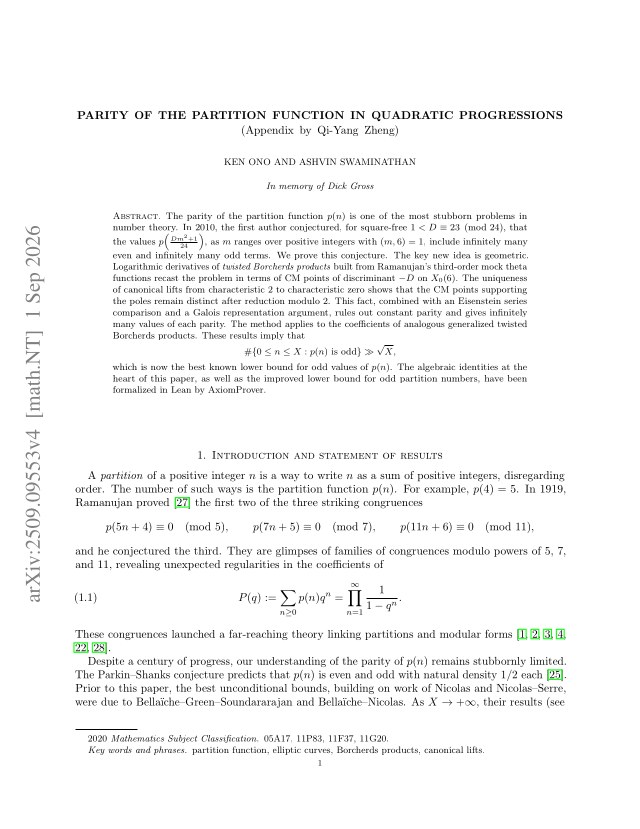 PARITY OF THE PARTITION FUNCTION IN QUADRATIC PROGRESSIONS
(Appendix by Qi-Yang Zheng)
KEN ONO AND ASHVIN SWAMINATHAN
In memory of Dick Gross
ABSTRACT. The parity of the partition function p(n) is one of the most stubborn problems in
number theory. In 2010, the first author conjectured, for square-free 1 < D ≡ 23 (mod 24), that
the values p((Dm²+1)/24), as m ranges over positive integers with (m, 6) = 1. include infinitely many
even and infinitely many odd terms. We prove this conjecture. The key new idea is geometric.
Logarithmic derivatives of twisted Borcherds products built from Ramanujan's third-order mock theta
functions recast the problem in terms of CM points of discriminant −D on X₀(6). The uniqueness
of canonical lifts from characteristic 2 to characteristic zero shows that the CM points supporting
the poles remain distinct after reduction modulo 2. This fact, combined with an Eisenstein series
comparison and a Galois representation argument, rules out constant parity and gives infinitely
many values of each parity. The method applies to the coefficients of analogous generalized twisted
Borcherds products. These results imply that
#{0 ≤ n ≤ X : p(n) is odd} ≫ √X,
which is now the best known lower bound for odd values of p(n). The algebraic identities at the
heart of this paper, as well as the improved lower bound for odd partition numbers, have been
formalized in Lean by AxiomProver.
1. INTRODUCTION AND STATEMENT OF RESULTS
A partition of a positive integer n is a way to write n as a sum of positive integers, disregarding
order. The number of such ways is the partition function p(n). For example, p(4) = 5. In 1919,
Ramanujan proved [27] the first two of the three striking congruences
p(5n + 4) ≡ 0 (mod 5), p(7n + 5) ≡ 0 (mod 7), p(11n + 6) ≡ 0 (mod 11),
and he conjectured the third. They are glimpses of families of congruences modulo powers of 5, 7,
and 11, revealing unexpected regularities in the coefficients of
(1.1) P(q) := ∑_{n≥0} p(n)qⁿ = ∏_{n=1}^{∞} 1/(1 − qⁿ).
These congruences launched a far-reaching theory linking partitions and modular forms [1, 2, 3, 4,
22, 28].
Despite a century of progress, our understanding of the parity of p(n) remains stubbornly limited.
The Parkin–Shanks conjecture predicts that p(n) is even and odd with natural density 1/2 each [25].
Prior to this paper, the best unconditional bounds, building on work of Nicolas and Nicolas–Serre,
were due to Bellaïche–Green–Soundararajan and Bellaïche–Nicolas. As X → +∞, their results (see
2020 Mathematics Subject Classification. 05A17, 11P83, 11F37, 11G20.
Key words and phrases. partition function, elliptic curves, Borcherds products, canonical lifts.
1
arXiv:2509.09553v4 [math.NT] 1 Sep 2026